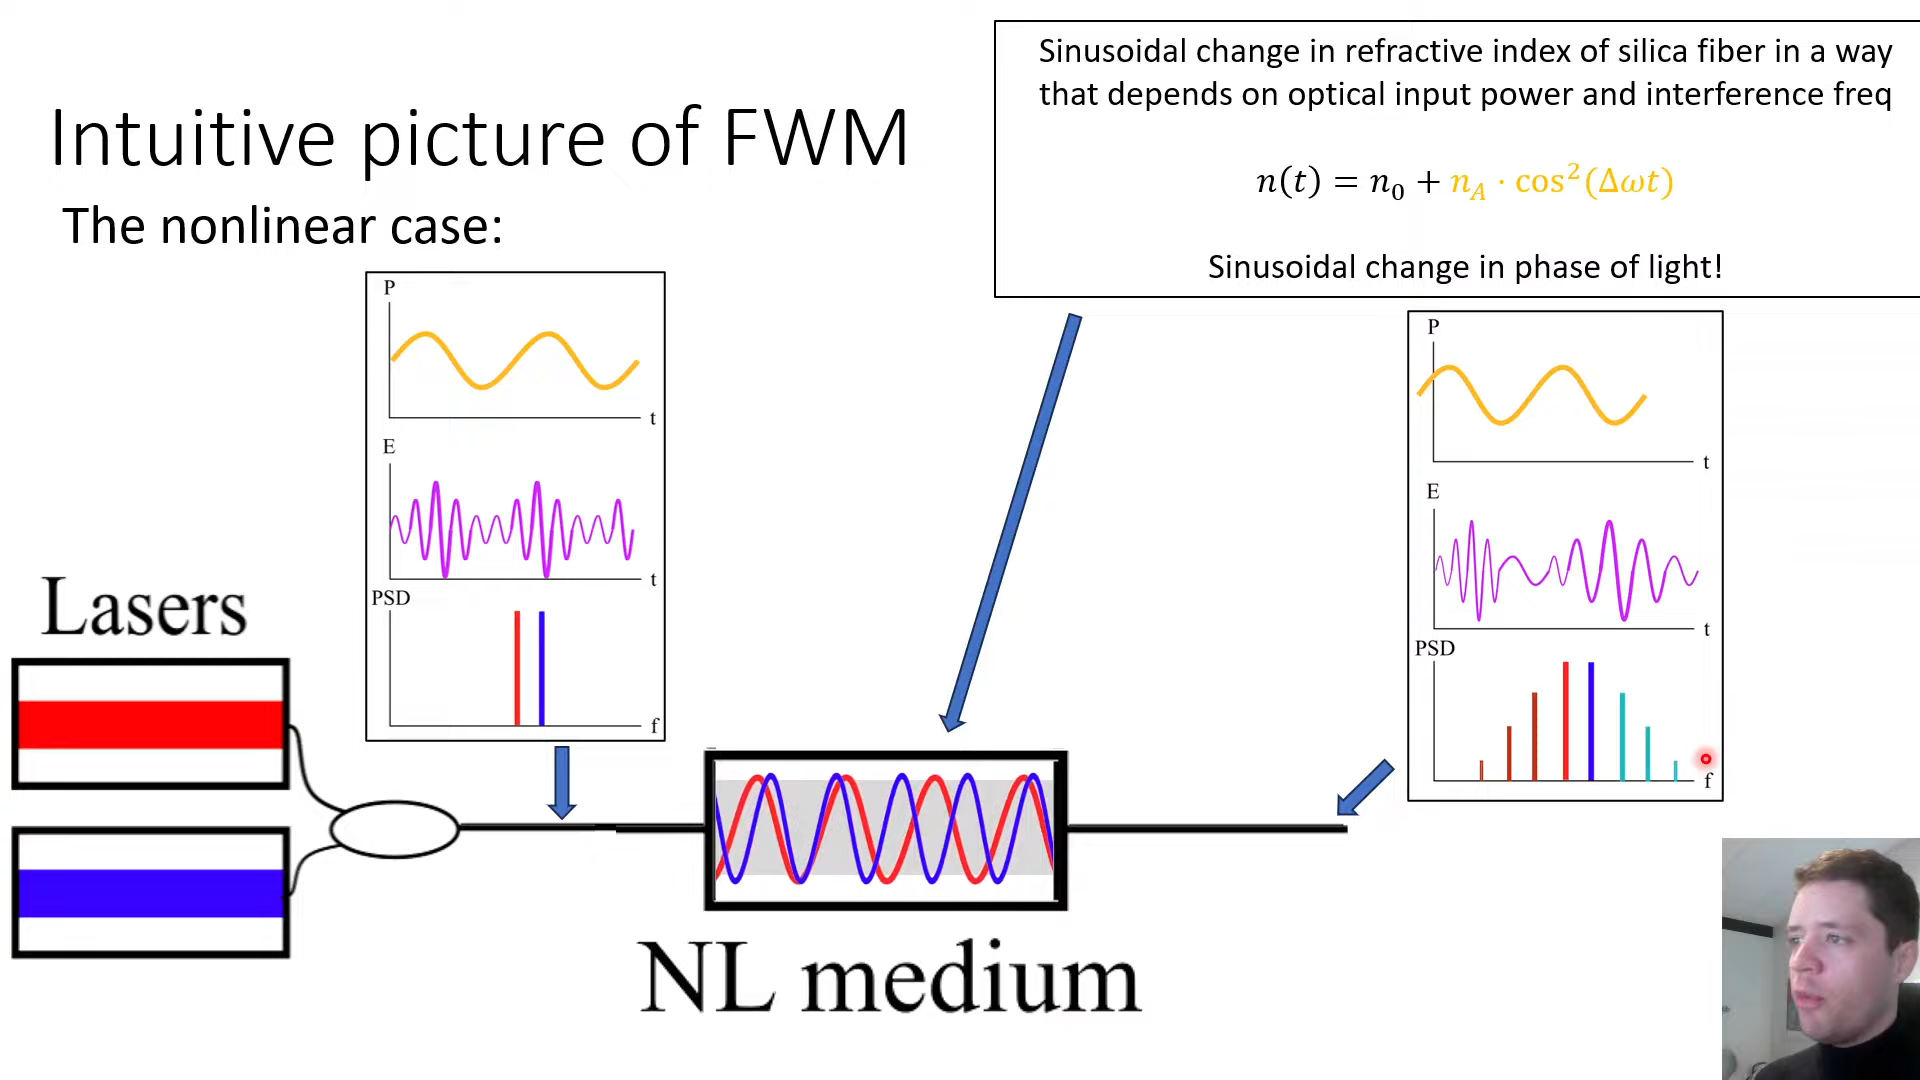 Sinusoidal change in refractive index of silica fiber in a way
that depends on optical input power and interference freq
n(t) = n₀ + n_A · cos²(Δωt)
Sinusoidal change in phase of light!
Intuitive picture of FWM
The nonlinear case:
P
t
E
t
PSD
f
P
t
E
t
PSD
f
Lasers
NL medium